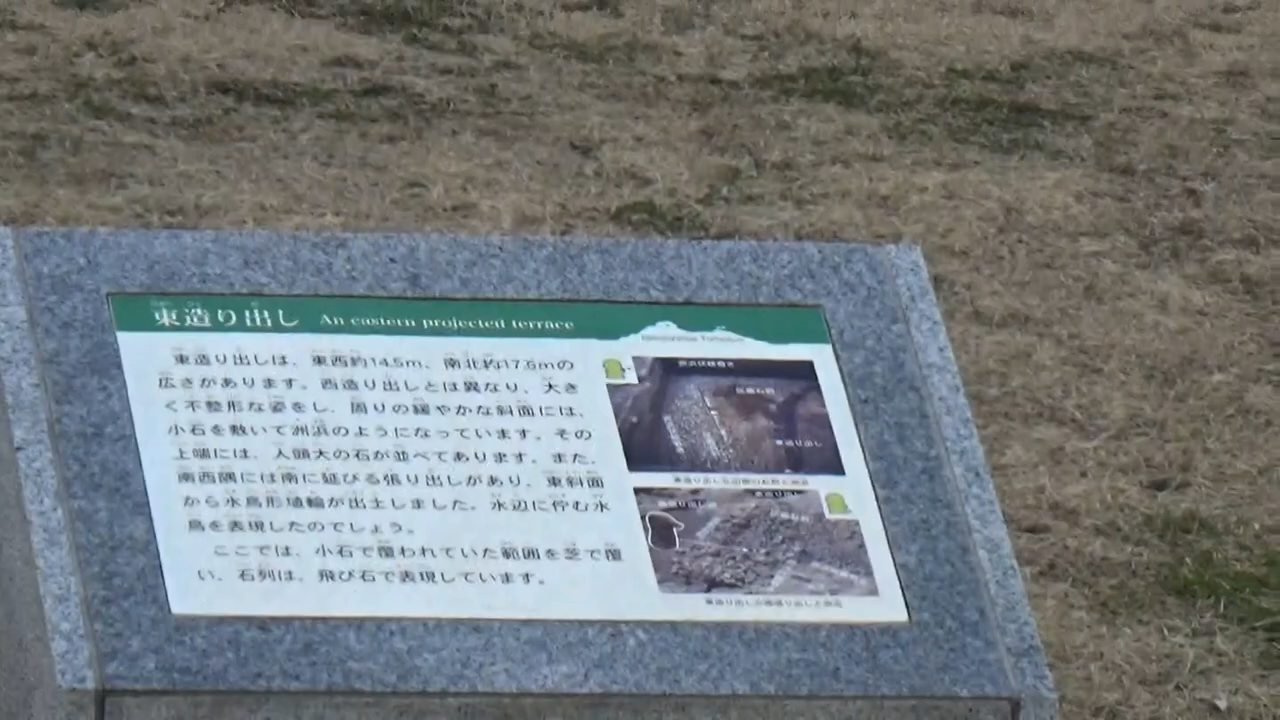 東造り出し An eastern projected terrace
東造り出しは、東西約14.5m、南北約17.5mの
広さがあります。西造り出しとは異なり、大き
く不整形な姿をし、周りの緩やかな斜面には、
小石を敷いて洲浜のようになっています。その
上端には、人頭大の石が並べてあります。また、
南西隅には南に延びる張り出しがあり、東斜面
から水鳥形埴輪が出土しました。水辺に佇む水
鳥を表現したのでしょう。
ここでは、小石で覆われていた範囲を芝で覆
い、石列は、飛び石で表現しています。
東造り出し